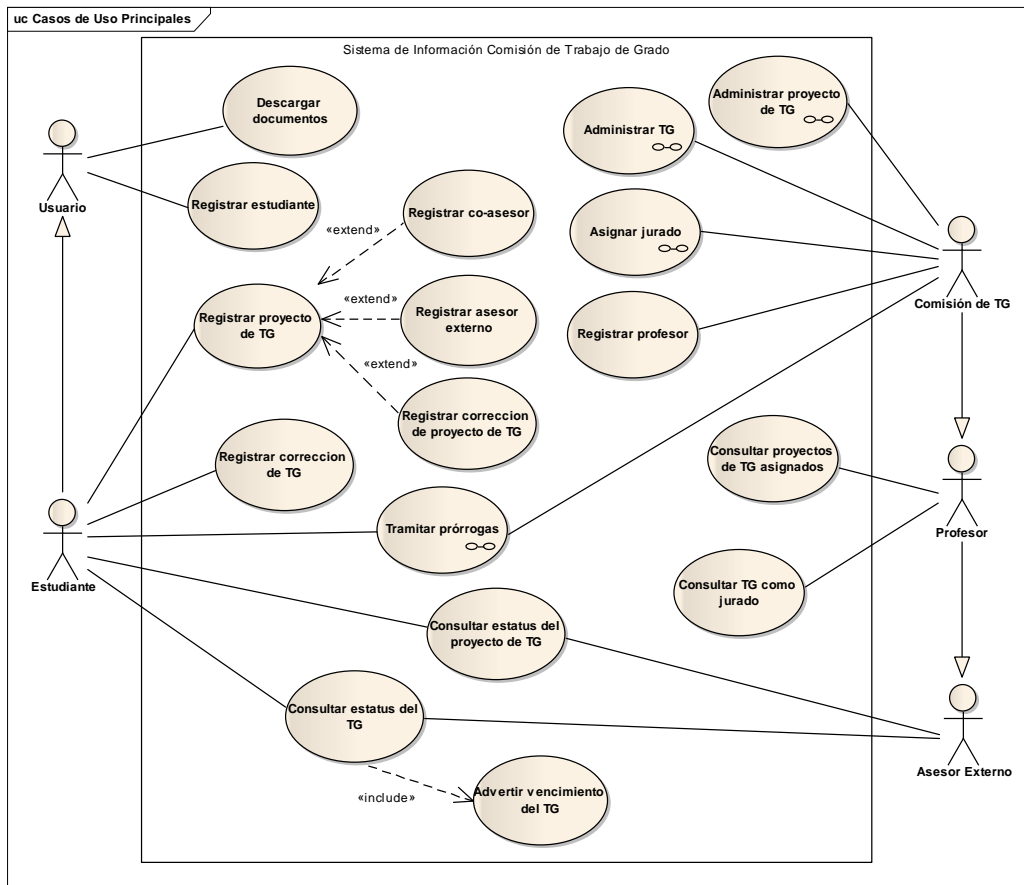 uc Casos de Uso Principales
Sistema de Información Comisión de Trabajo de Grado
Descargar
documentos
Administrar proyecto
de TG
Administrar TG
Usuario
Registrar estudiante
Registrar co-asesor
«extend»
Asignar jurado
Comisión de TG
Registrar proyecto
de TG
«extend»
Registrar asesor
externo
Registrar profesor
«extend»
Registrar correccion
de proyecto de TG
Registrar correccion
de TG
Consultar proyectos
de TG asignados
Tramitar prórrogas
Profesor
Estudiante
Consultar TG como
jurado
Consultar estatus del
proyecto de TG
Consultar estatus del
TG
Asesor Externo
«include»
Advertir vencimiento
del TG